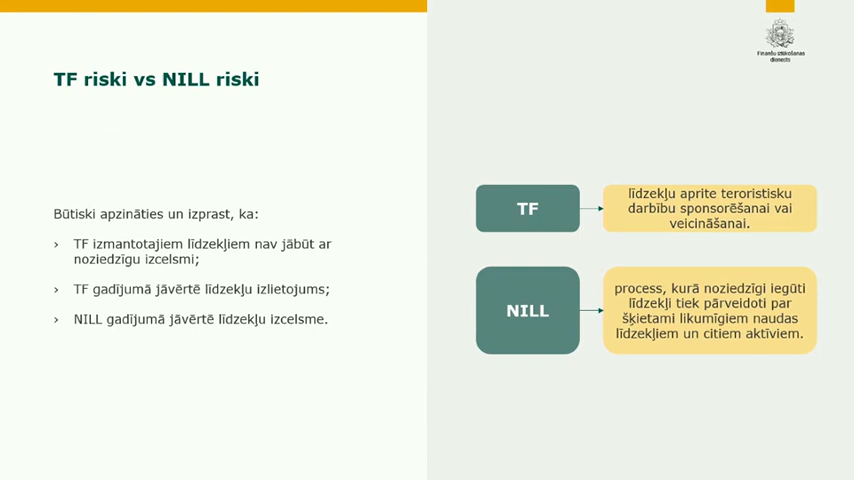 Finanšu izlūkošanas
dienests
TF riski vs NILL riski
Būtiski apzināties un izprast, ka:
› TF izmantotajiem līdzekļiem nav jābūt ar
noziedzīgu izcelsmi;
› TF gadījumā jāvērtē līdzekļu izlietojums;
› NILL gadījumā jāvērtē līdzekļu izcelsme.
TF
līdzekļu aprite teroristisku
darbību sponsorēšanai vai
veicināšanai.
NILL
process, kurā noziedzīgi iegūti
līdzekļi tiek pārveidoti par
šķietami likumīgiem naudas
līdzekļiem un citiem aktīviem.